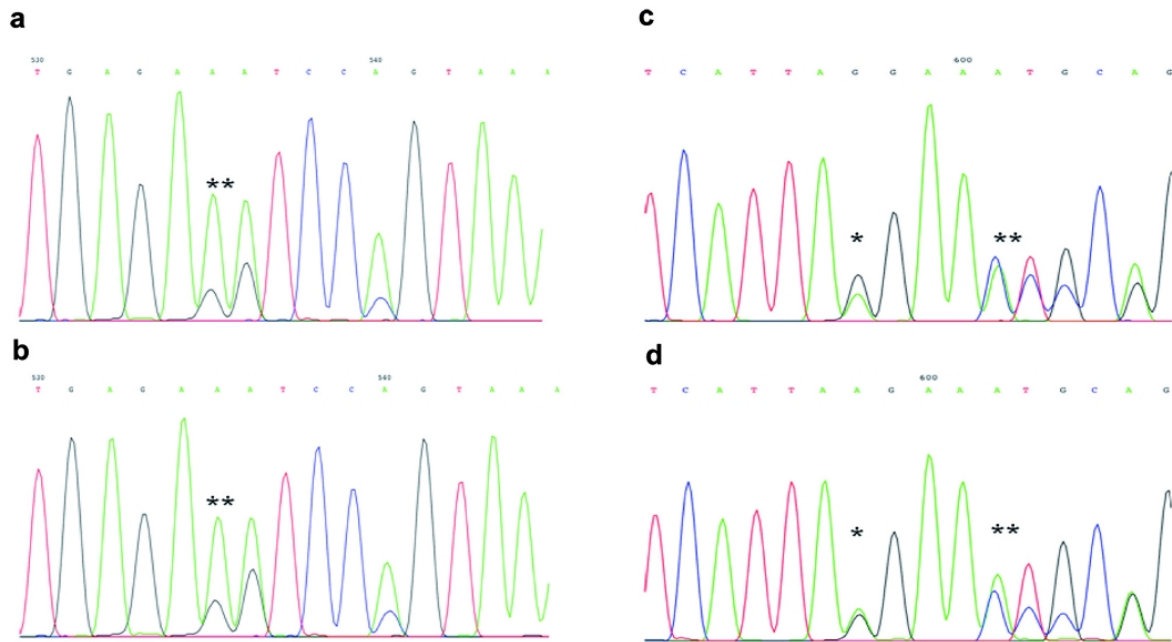 a
530 540
T G A G A A A T C C A G T A A A
**
c
600
T C A T T A G G A A A T G C A G
* **
b
530 540
T G A G A A A T C C A G T A A A
**
d
600
T C A T T A A G A A A T G C A G
* **